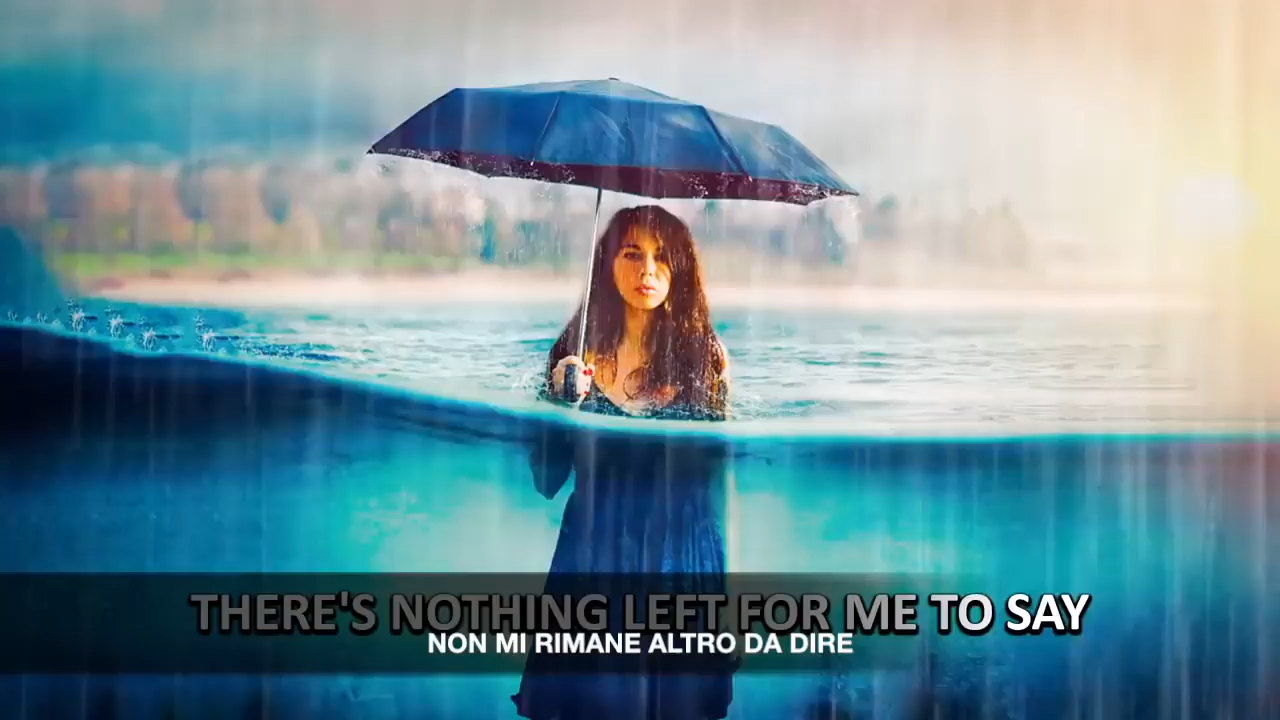 THERE'S NOTHING LEFT FOR ME TO SAY
NON MI RIMANE ALTRO DA DIRE